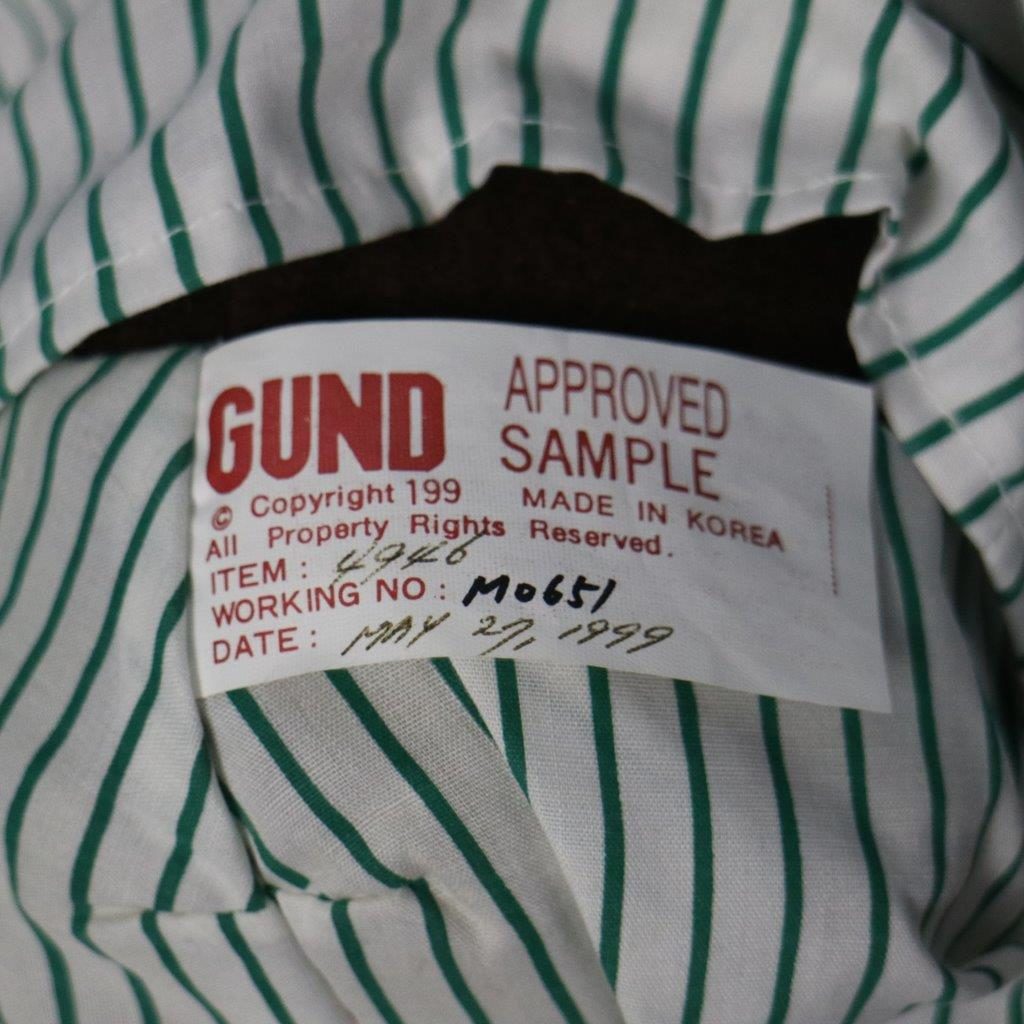 GUND APPROVED SAMPLE
© Copyright 199 MADE IN KOREA
All Property Rights Reserved.
ITEM : 4946
WORKING NO : M0651
DATE : MAY 27, 1999